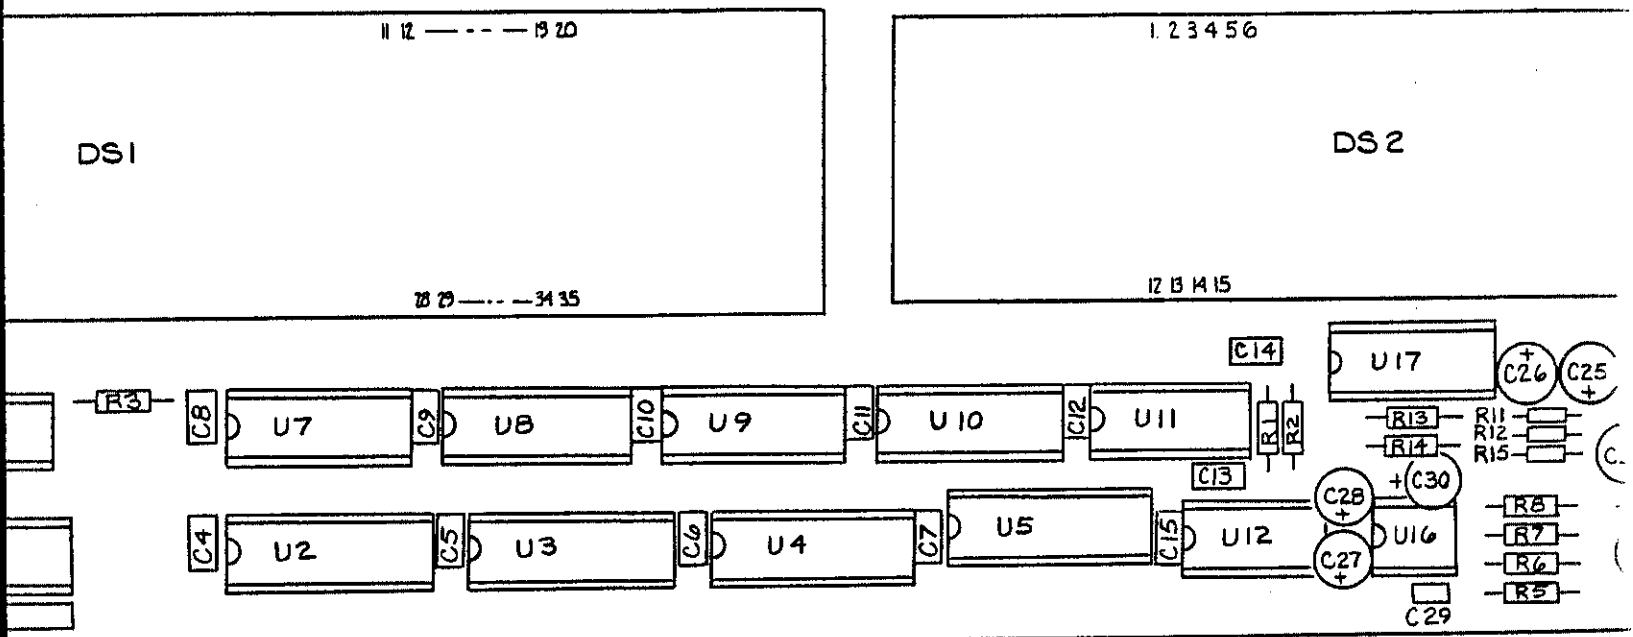 11 12 — - - — 19 20
1. 2 3 4 5 6
DS1
DS2
28 29 — - - — 34 35
12 13 14 15
C14
U17
C26
+
C25
+
R3
C8
U7
C9
U8
C10
U9
C11
U10
C12
U11
R1
R2
R13
R11
R14
R12
R15
C13
C28
+
+
C30
C4
U2
C5
U3
C6
U4
C7
U5
C15
U12
C27
+
U16
R8
R7
R6
R5
C29